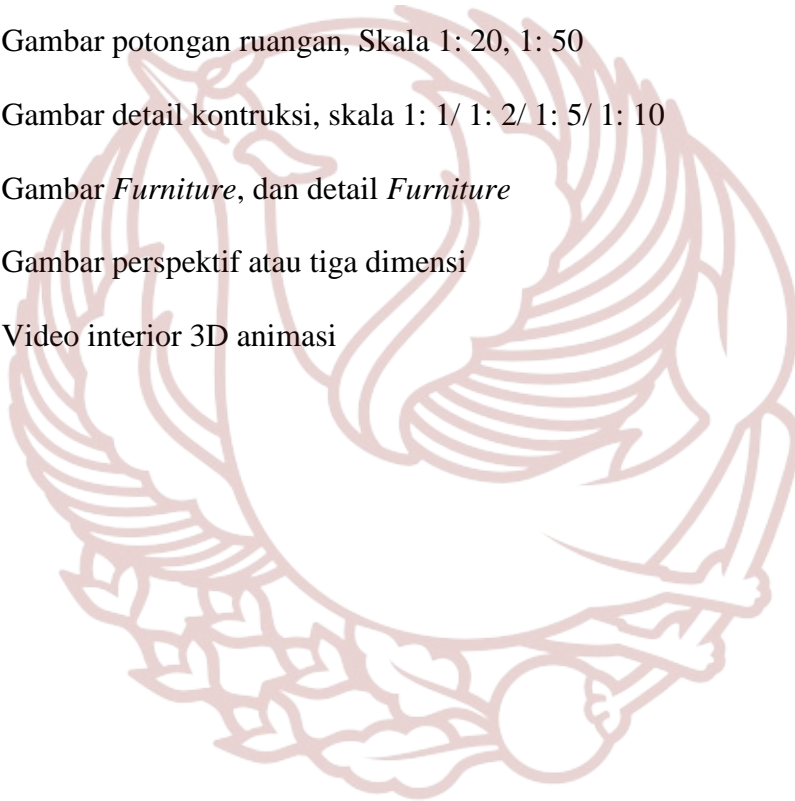 Gambar potongan ruangan, Skala 1: 20, 1: 50
Gambar detail kontruksi, skala 1: 1/ 1: 2/ 1: 5/ 1: 10
Gambar Furniture, dan detail Furniture
Gambar perspektif atau tiga dimensi
Video interior 3D animasi